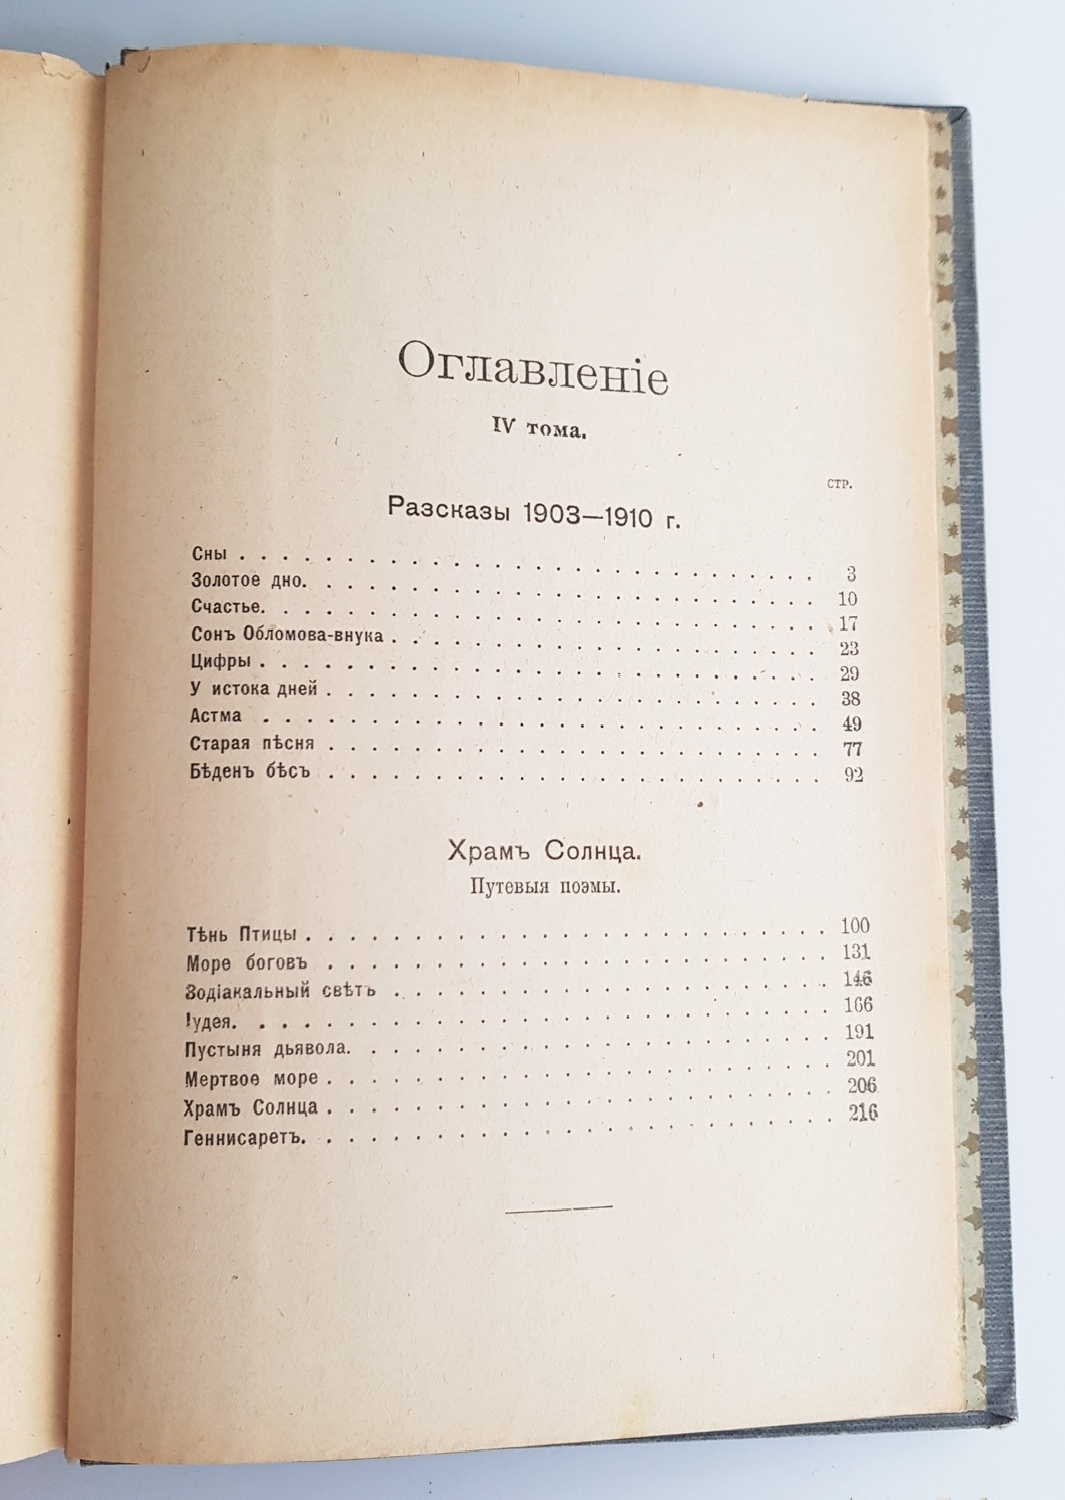 Оглавленіе
IV тома.
СТР.
Разсказы 1903—1910 г.
Сны . . . . . . . . . . . . . . . . . . . . . . 3
Золотое дно. . . . . . . . . . . . . . . . . . . 10
Счастье. . . . . . . . . . . . . . . . . . . . . 17
Сонъ Обломова-внука . . . . . . . . . . . . . . . . 23
Цифры . . . . . . . . . . . . . . . . . . . . . 29
У истока дней . . . . . . . . . . . . . . . . . . 38
Астма . . . . . . . . . . . . . . . . . . . . . 49
Старая пѣсня . . . . . . . . . . . . . . . . . . 77
Бѣденъ бѣсъ . . . . . . . . . . . . . . . . . . 92
Храмъ Солнца.
Путевыя поэмы.
Тѣнь Птицы . . . . . . . . . . . . . . . . . . . 100
Море боговъ . . . . . . . . . . . . . . . . . . 131
Зодіакальный свѣтъ . . . . . . . . . . . . . . . . 146
Іудея. . . . . . . . . . . . . . . . . . . . . . 166
Пустыня дьявола. . . . . . . . . . . . . . . . . . 191
Мертвое море . . . . . . . . . . . . . . . . . . 201
Храмъ Солнца . . . . . . . . . . . . . . . . . . 206
Геннисаретъ. . . . . . . . . . . . . . . . . . . 216